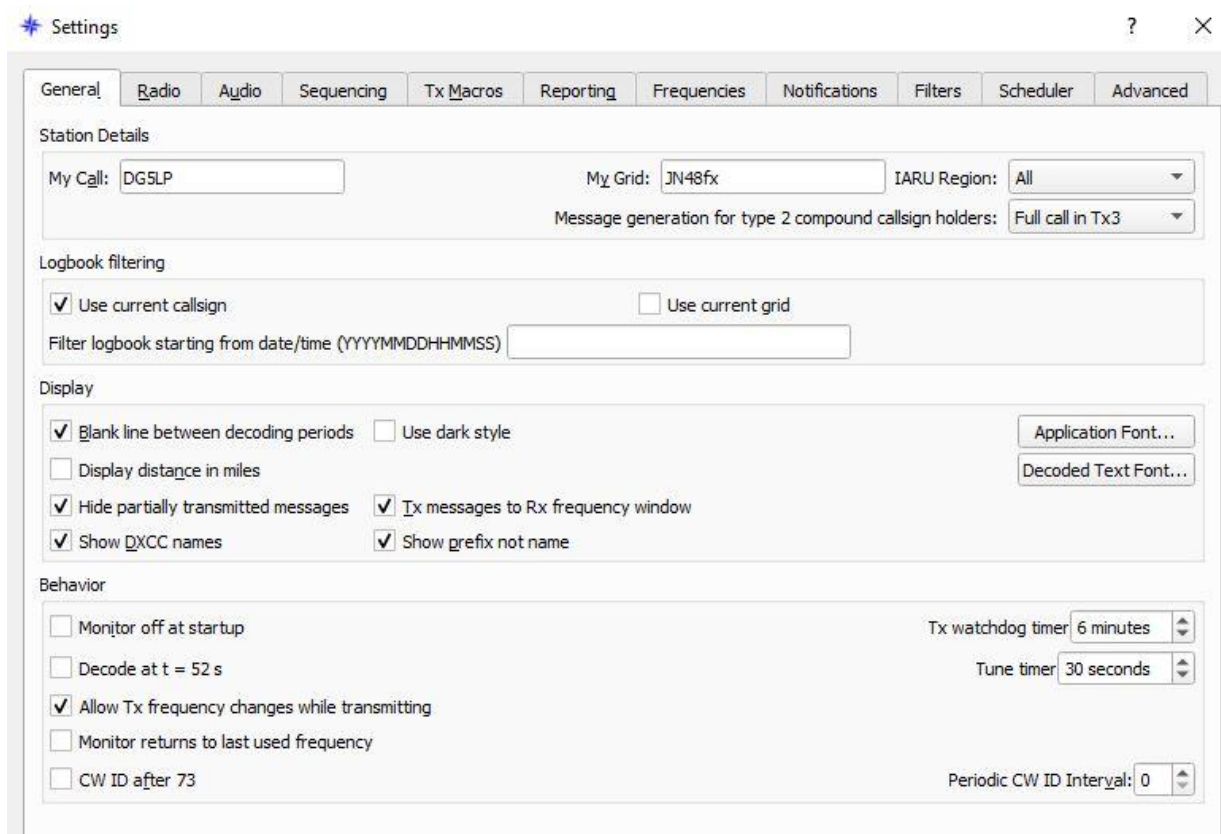 Settings
? ×
General Radio Audio Sequencing Tx Macros Reporting Frequencies Notifications Filters Scheduler Advanced
Station Details
My Call: DG5LP My Grid: JN48fx IARU Region: All
Message generation for type 2 compound callsign holders: Full call in Tx3
Logbook filtering
Use current callsign Use current grid
Filter logbook starting from date/time (YYYYMMDDHHMMSS)
Display
Blank line between decoding periods Use dark style Application Font...
Display distance in miles Decoded Text Font...
Hide partially transmitted messages Tx messages to Rx frequency window
Show DXCC names Show prefix not name
Behavior
Monitor off at startup Tx watchdog timer 6 minutes
Decode at t = 52 s Tune timer 30 seconds
Allow Tx frequency changes while transmitting
Monitor returns to last used frequency
CW ID after 73 Periodic CW ID Interval: 0